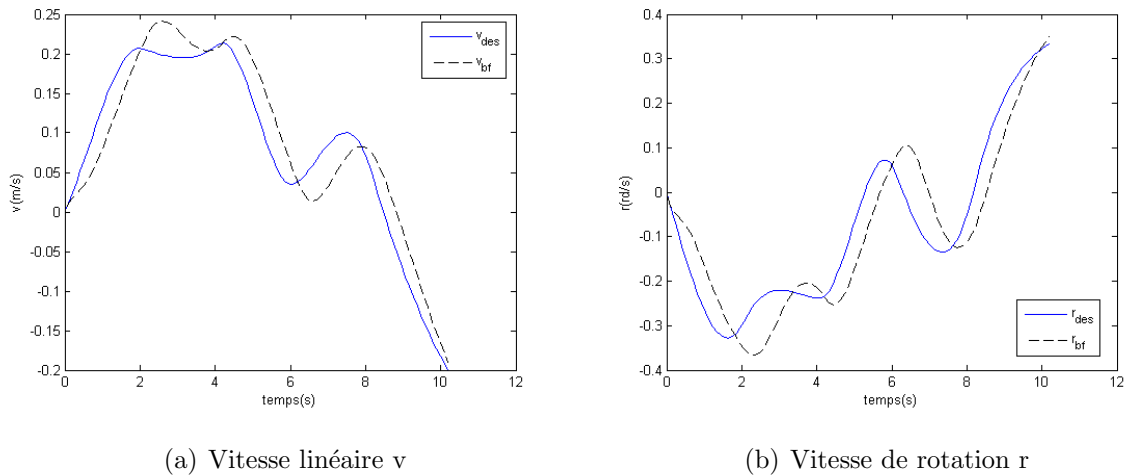 0.25
0.2
0.15
0.1
0.05
0
-0.05
-0.1
-0.15
-0.2
v(m/s)
0 2 4 6 8 10 12
temps(s)
v_des
v_bf
(a) Vitesse linéaire v
0.4
0.3
0.2
0.1
0
-0.1
-0.2
-0.3
-0.4
r(rd/s)
0 2 4 6 8 10 12
temps(s)
r_des
r_bf
(b) Vitesse de rotation r